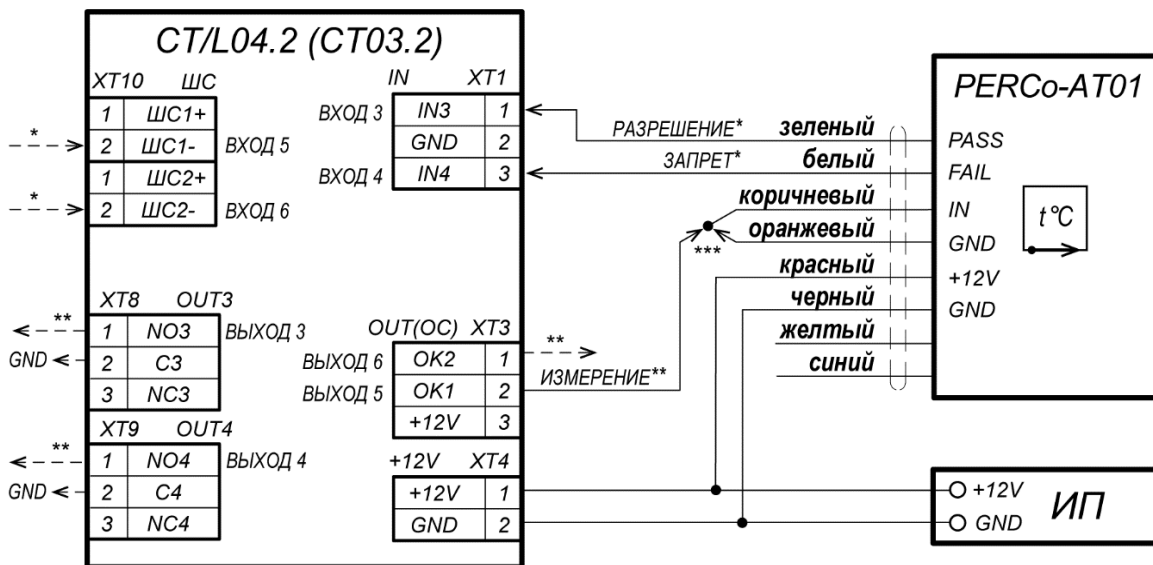 CT/L04.2 (CT03.2)
XT10 ШС
1 ШС1+
* 2 ШС1- ВХОД 5
1 ШС2+
* 2 ШС2- ВХОД 6
IN XT1
ВХОД 3 IN3 1
GND 2
ВХОД 4 IN4 3
XT8 OUT3
** 1 NO3 ВЫХОД 3
GND 2 C3
3 NC3
XT9 OUT4
** 1 NO4 ВЫХОД 4
GND 2 C4
3 NC4
OUT(OC) XT3
ВЫХОД 6 OK2 1 **
ВЫХОД 5 OK1 2 ИЗМЕРЕНИЕ**
+12V 3
+12V XT4
+12V 1
GND 2
PERCo-AT01
РАЗРЕШЕНИЕ* зеленый PASS
ЗАПРЕТ* белый FAIL
коричневый IN
*** оранжевый GND
красный +12V
черный GND
желтый
синий
t°C
+12V
GND
ИП